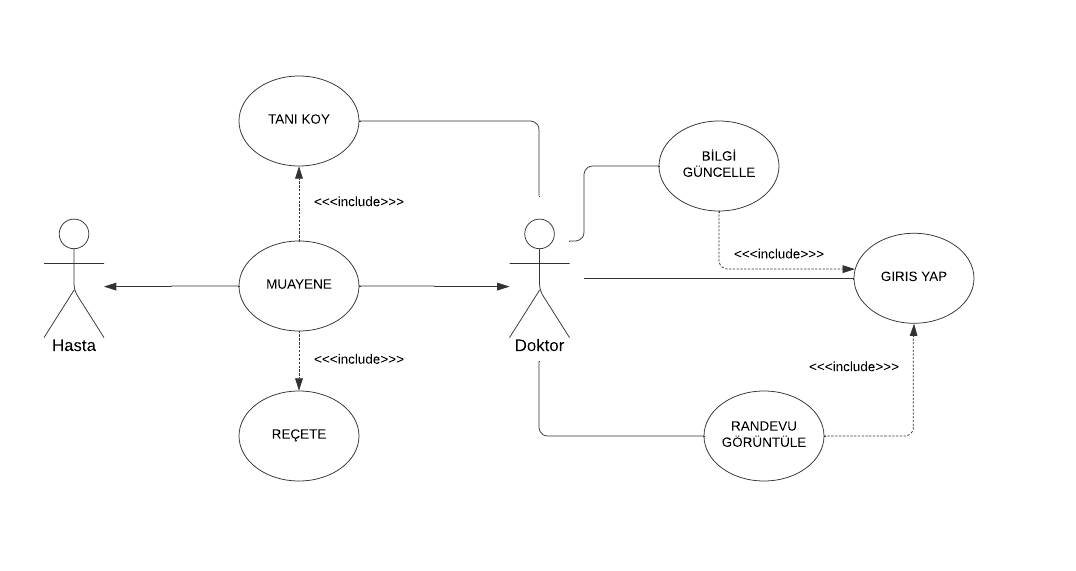 TANI KOY
BİLGİ
GÜNCELLE
<<<include>>>
<<<include>>>
GIRIS YAP
MUAYENE
Hasta
Doktor
<<<include>>>
<<<include>>>
REÇETE
RANDEVU
GÖRÜNTÜLE